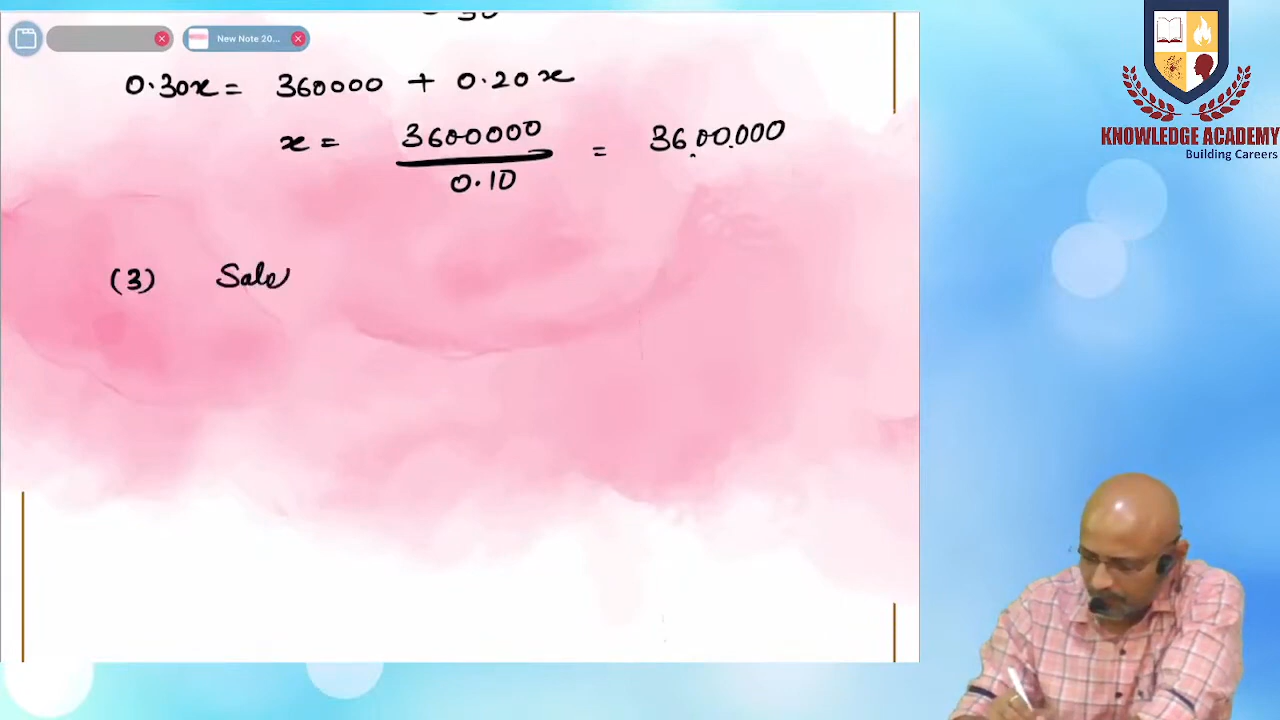 New Note 20...
0.30x = 360000 + 0.20x
x = 3600000 / 0.10 = 36,00,000
(3) Sale
KNOWLEDGE ACADEMY
Building Careers